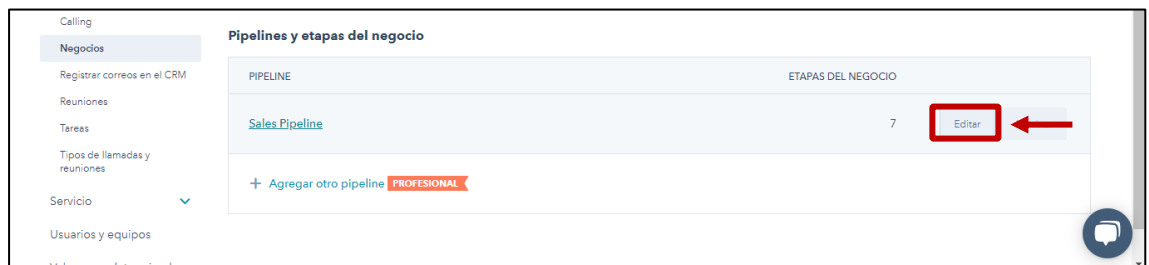 Calling
Negocios
Registrar correos en el CRM
Reuniones
Tareas
Tipos de llamadas y
reuniones
Servicio
Usuarios y equipos
Pipelines y etapas del negocio
PIPELINE ETAPAS DEL NEGOCIO
Sales Pipeline 7 Editar
+ Agregar otro pipeline PROFESIONAL